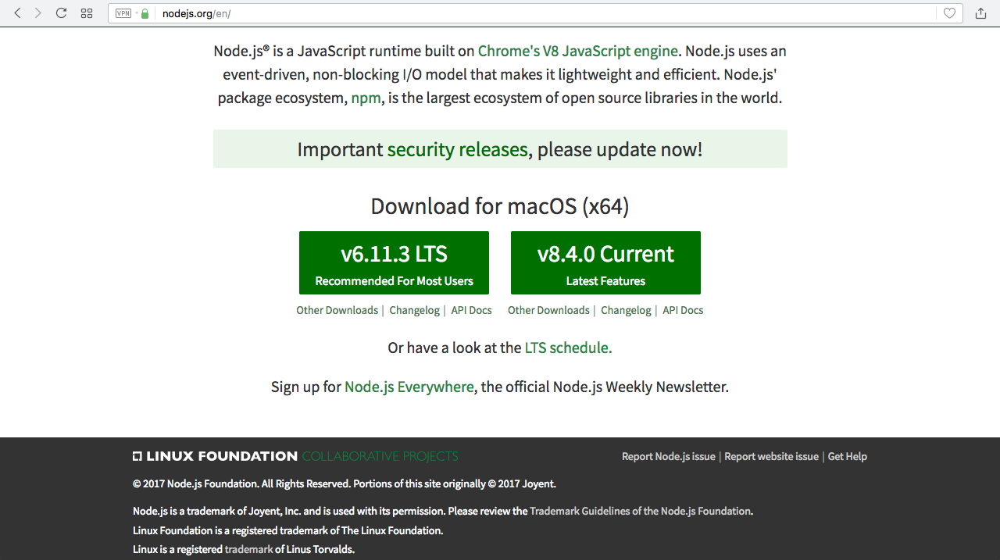 VPN nodejs.org/en/
Node.js® is a JavaScript runtime built on Chrome's V8 JavaScript engine. Node.js uses an
event-driven, non-blocking I/O model that makes it lightweight and efficient. Node.js'
package ecosystem, npm, is the largest ecosystem of open source libraries in the world.
Important security releases, please update now!
Download for macOS (x64)
v6.11.3 LTS
Recommended For Most Users
v8.4.0 Current
Latest Features
Other Downloads | Changelog | API Docs
Other Downloads | Changelog | API Docs
Or have a look at the LTS schedule.
Sign up for Node.js Everywhere, the official Node.js Weekly Newsletter.
LINUX FOUNDATION COLLABORATIVE PROJECTS
Report Node.js issue | Report website issue | Get Help
© 2017 Node.js Foundation. All Rights Reserved. Portions of this site originally © 2017 Joyent.
Node.js is a trademark of Joyent, Inc. and is used with its permission. Please review the Trademark Guidelines of the Node.js Foundation.
Linux Foundation is a registered trademark of The Linux Foundation.
Linux is a registered trademark of Linus Torvalds.